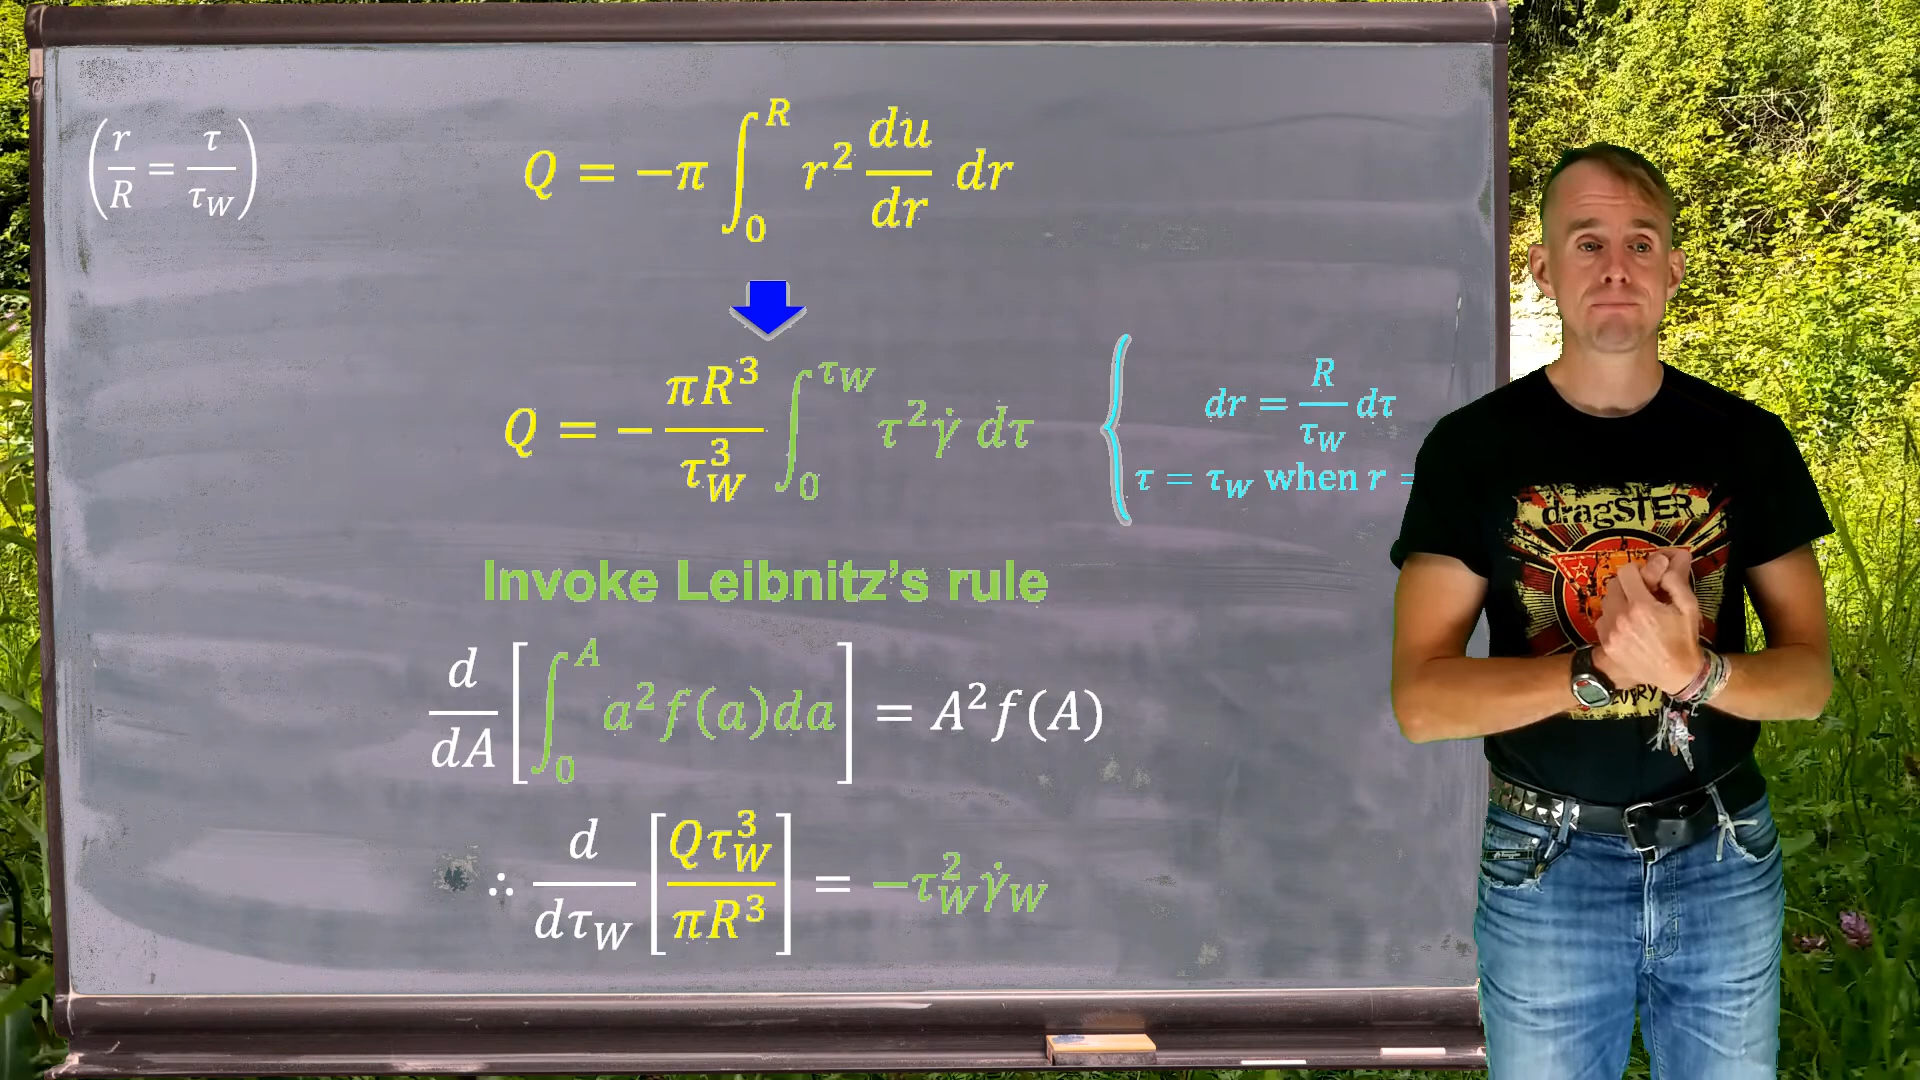 (r/R = τ/τ_W)
Q = −π ∫_0^R r² du/dr dr
Q = − πR³/τ_W³ ∫_0^{τ_W} τ²γ̇ dτ
dr = R/τ_W dτ
τ = τ_W when r =
Invoke Leibnitz’s rule
d/dA [∫_0^A a²f(a)da] = A²f(A)
∴ d/dτ_W [Qτ_W³/πR³] = −τ_W²γ̇_W
dragSTER